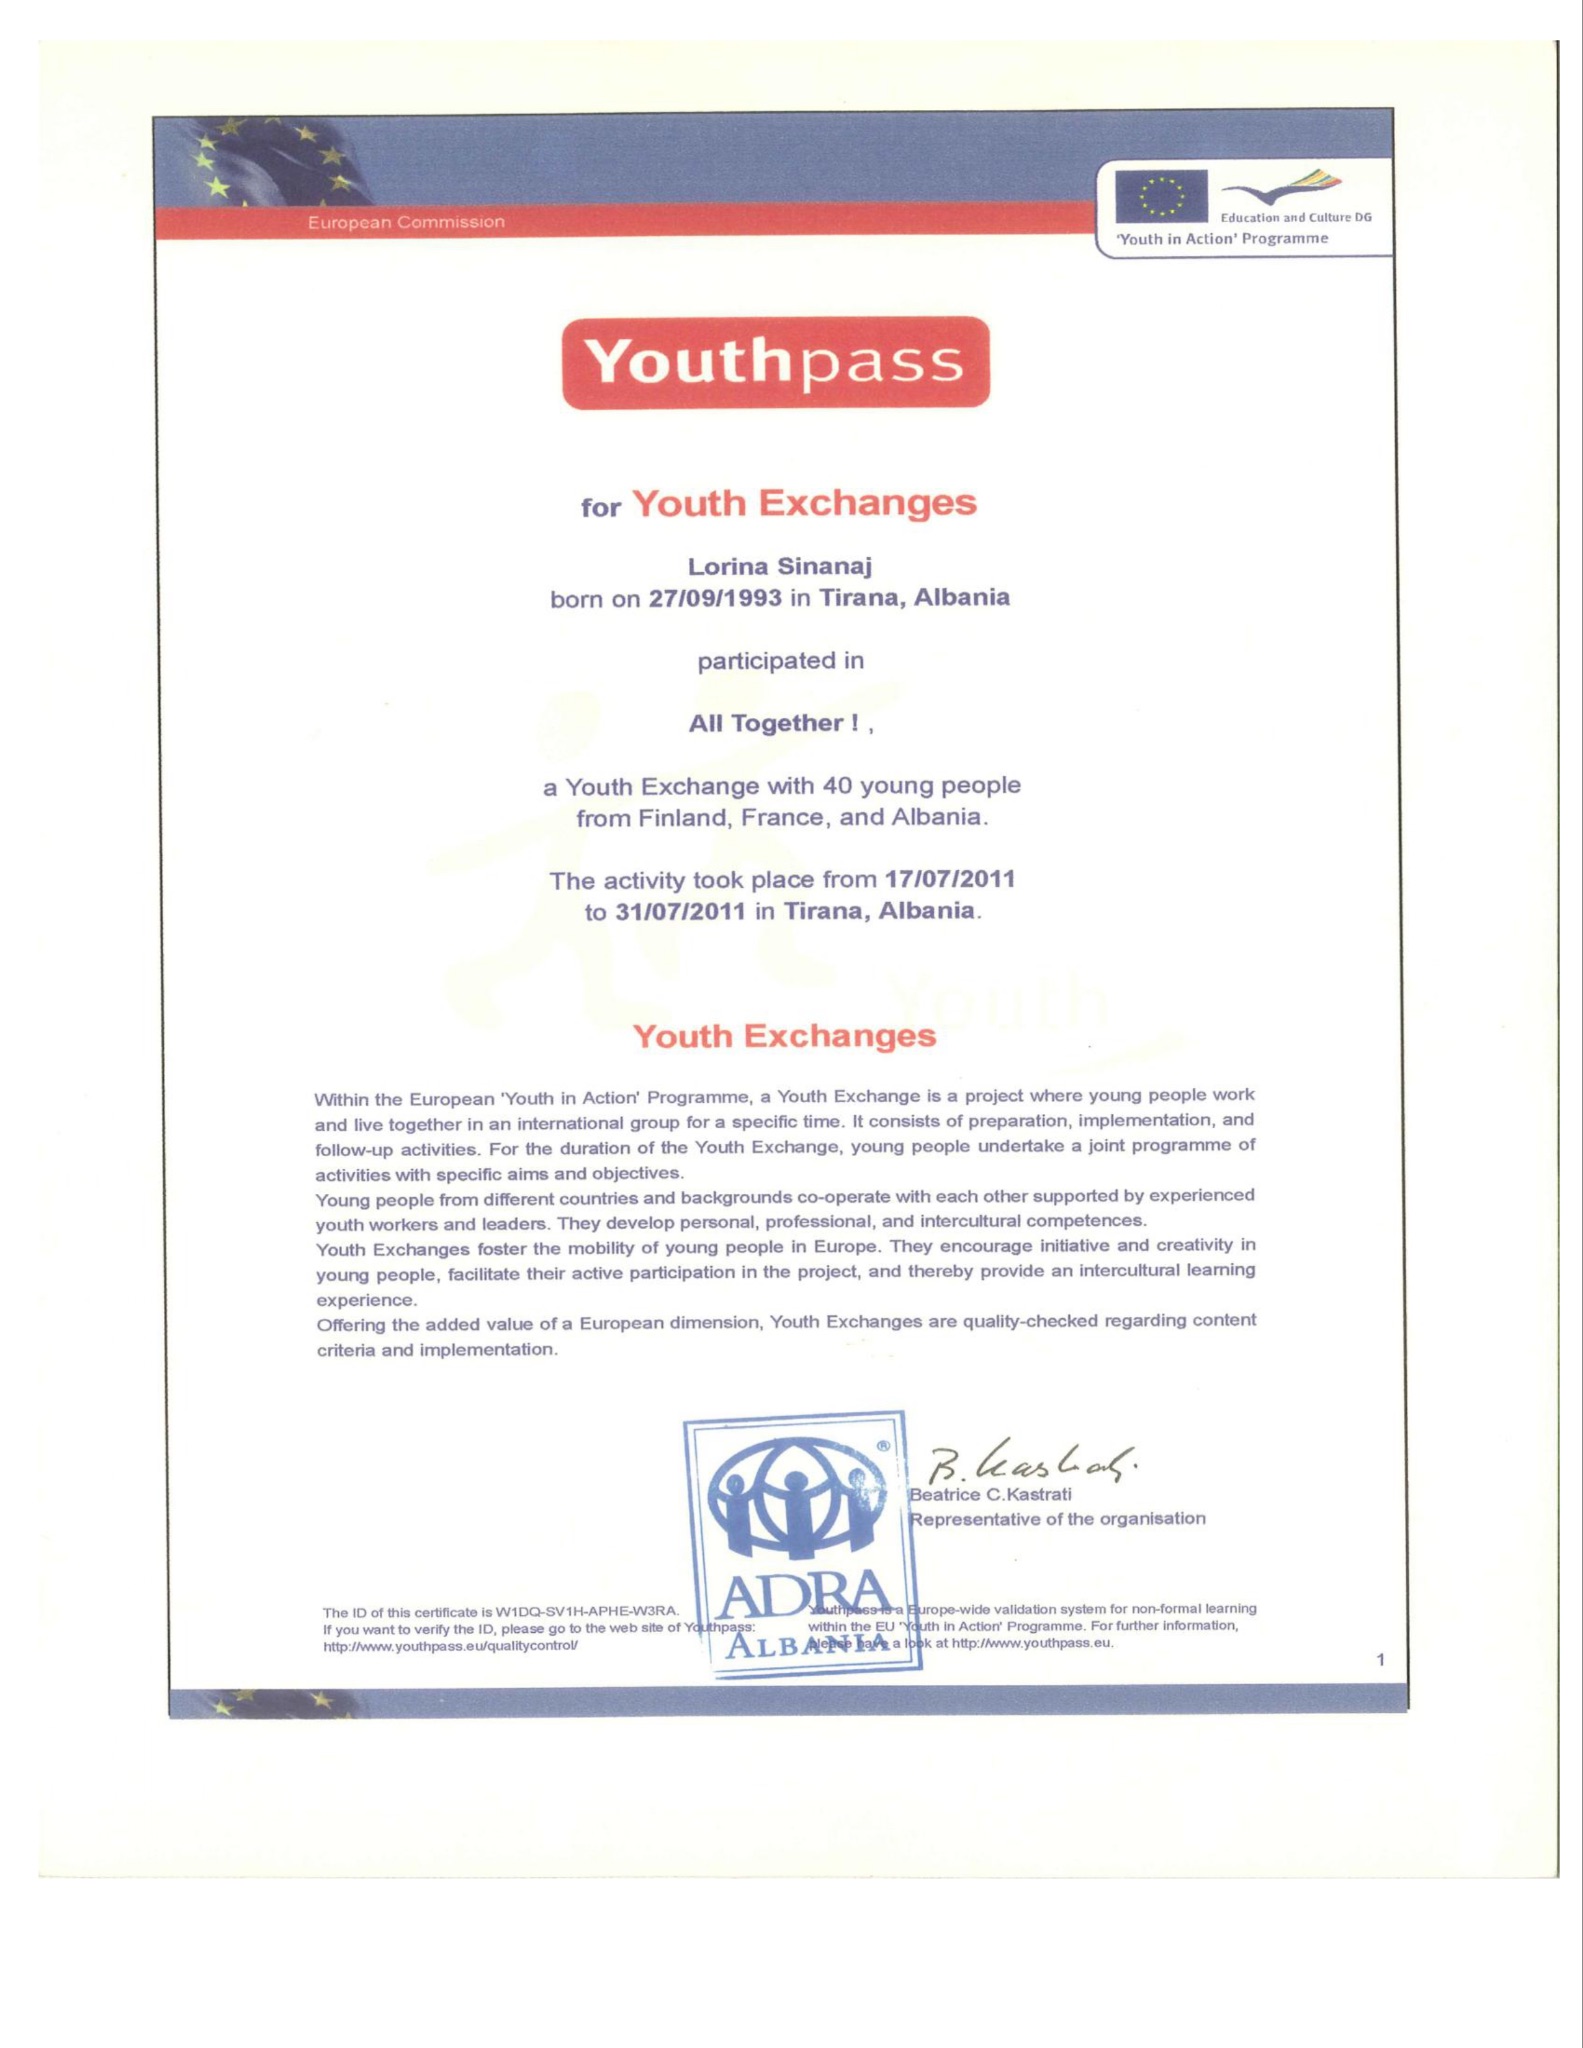 European Commission
Education and Culture DG
'Youth in Action' Programme
Youthpass
for Youth Exchanges
Lorina Sinanaj
born on 27/09/1993 in Tirana, Albania
participated in
All Together ! ,
a Youth Exchange with 40 young people
from Finland, France, and Albania.
The activity took place from 17/07/2011
to 31/07/2011 in Tirana, Albania.
Youth
Youth Exchanges
Within the European 'Youth in Action' Programme, a Youth Exchange is a project where young people work
and live together in an international group for a specific time. It consists of preparation, implementation, and
follow-up activities. For the duration of the Youth Exchange, young people undertake a joint programme of
activities with specific aims and objectives.
Young people from different countries and backgrounds co-operate with each other supported by experienced
youth workers and leaders. They develop personal, professional, and intercultural competences.
Youth Exchanges foster the mobility of young people in Europe. They encourage initiative and creativity in
young people, facilitate their active participation in the project, and thereby provide an intercultural learning
experience.
Offering the added value of a European dimension, Youth Exchanges are quality-checked regarding content
criteria and implementation.
B. Kastrati
Beatrice C.Kastrati
Representative of the organisation
®
ADRA
ALBANIA
The ID of this certificate is W1DQ-SV1H-APHE-W3RA.
If you want to verify the ID, please go to the web site of Youthpass:
http://www.youthpass.eu/qualitycontrol/
Youthpass is a Europe-wide validation system for non-formal learning
within the EU 'Youth in Action' Programme. For further information,
please have a look at http://www.youthpass.eu.
1